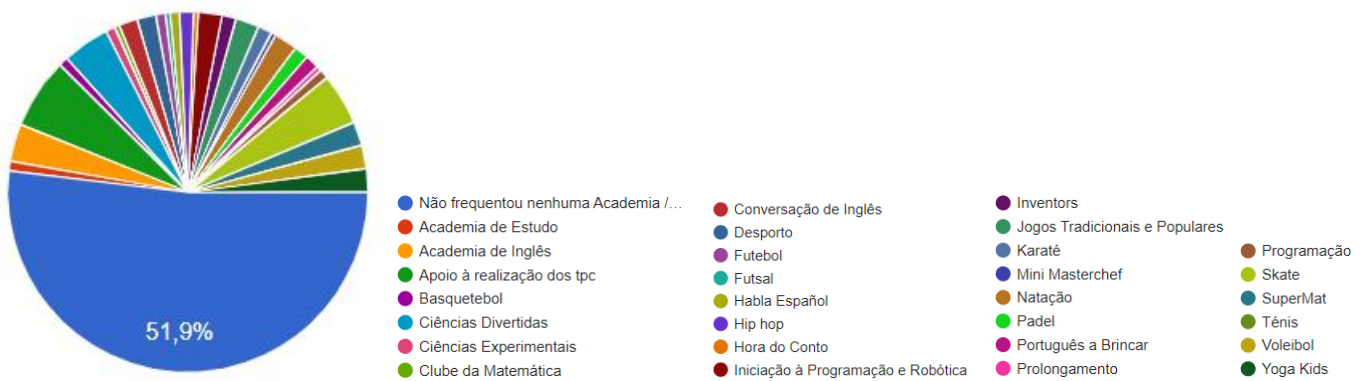 51,9%
Não frequentou nenhuma Academia /...
Academia de Estudo
Academia de Inglês
Apoio à realização dos tpc
Basquetebol
Ciências Divertidas
Ciências Experimentais
Clube da Matemática
Conversação de Inglês
Desporto
Futebol
Futsal
Habla Español
Hip hop
Hora do Conto
Iniciação à Programação e Robótica
Inventors
Jogos Tradicionais e Populares
Karaté
Mini Masterchef
Natação
Padel
Português a Brincar
Prolongamento
Programação
Skate
SuperMat
Ténis
Voleibol
Yoga Kids